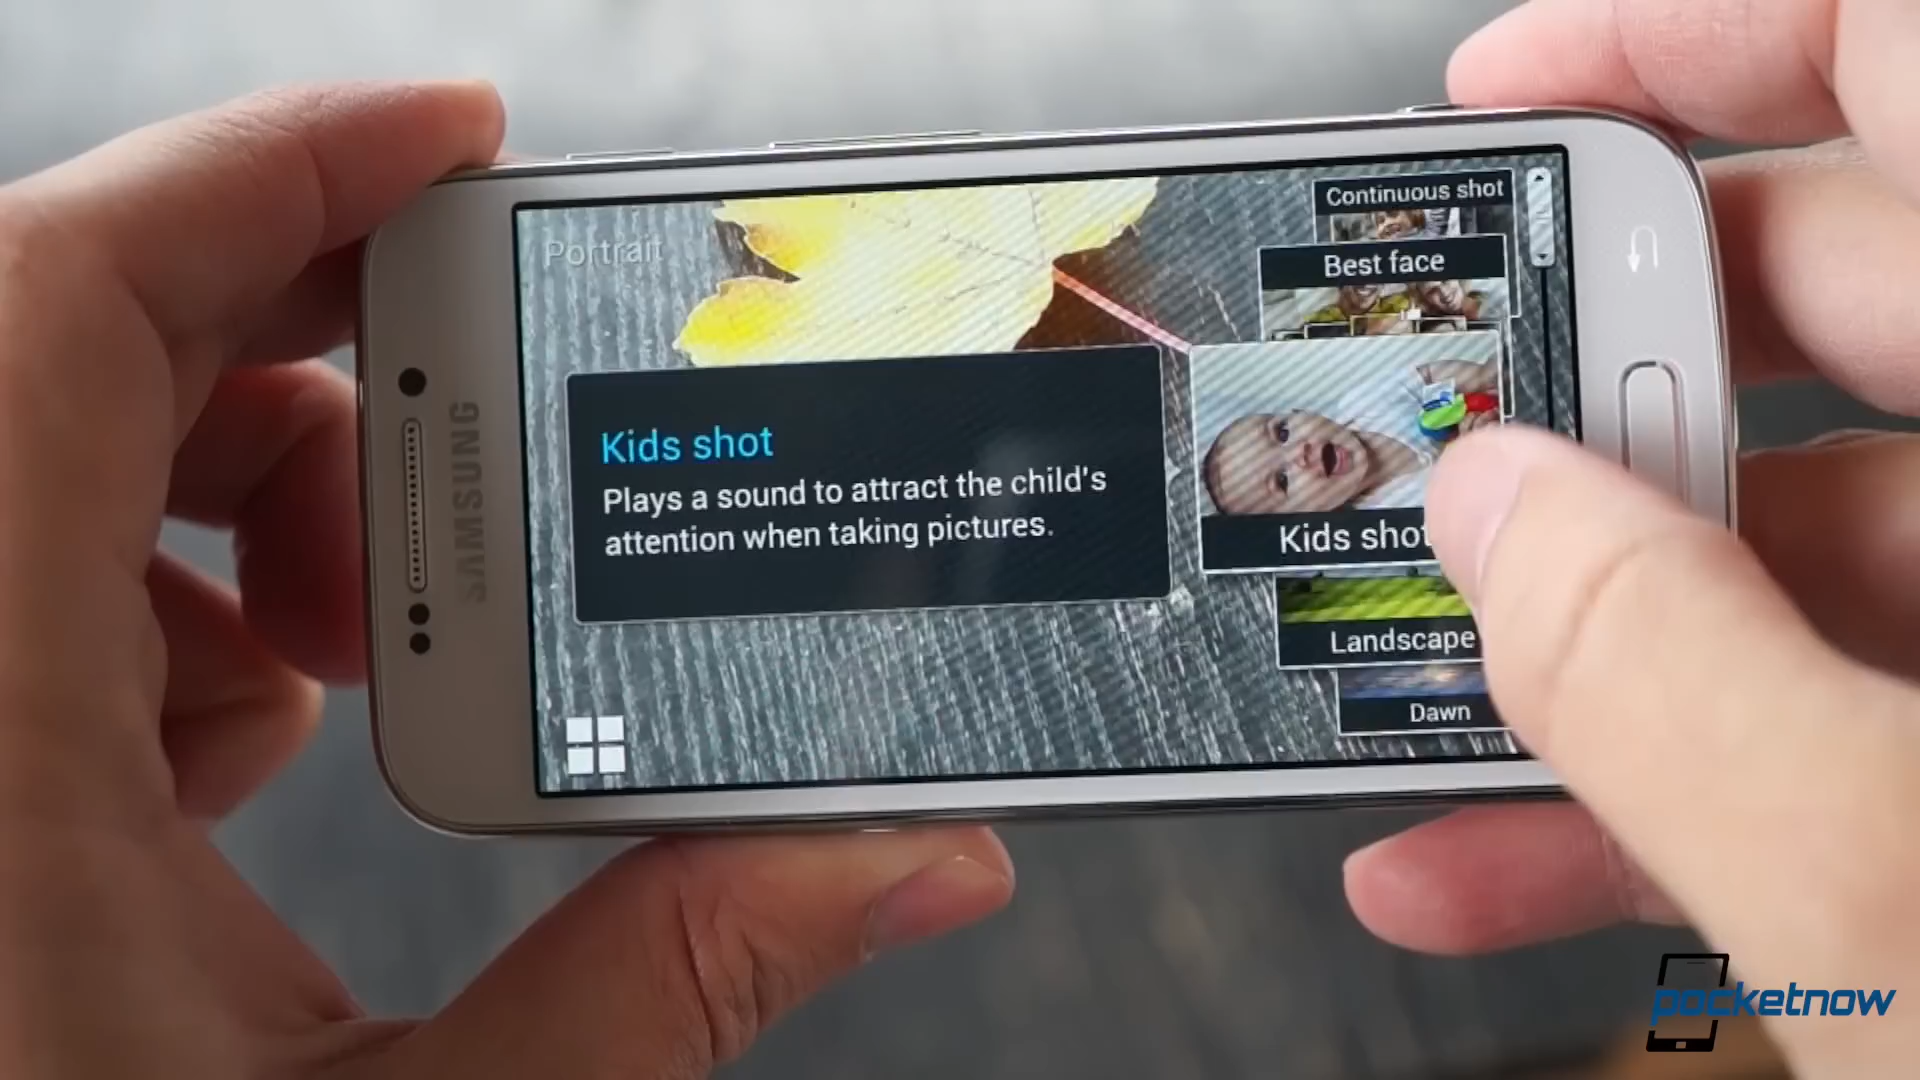 Portrait
Continuous shot
Best face
Kids shot
Plays a sound to attract the child's
attention when taking pictures.
Kids shot
Landscape
Dawn
SAMSUNG
pocketnow